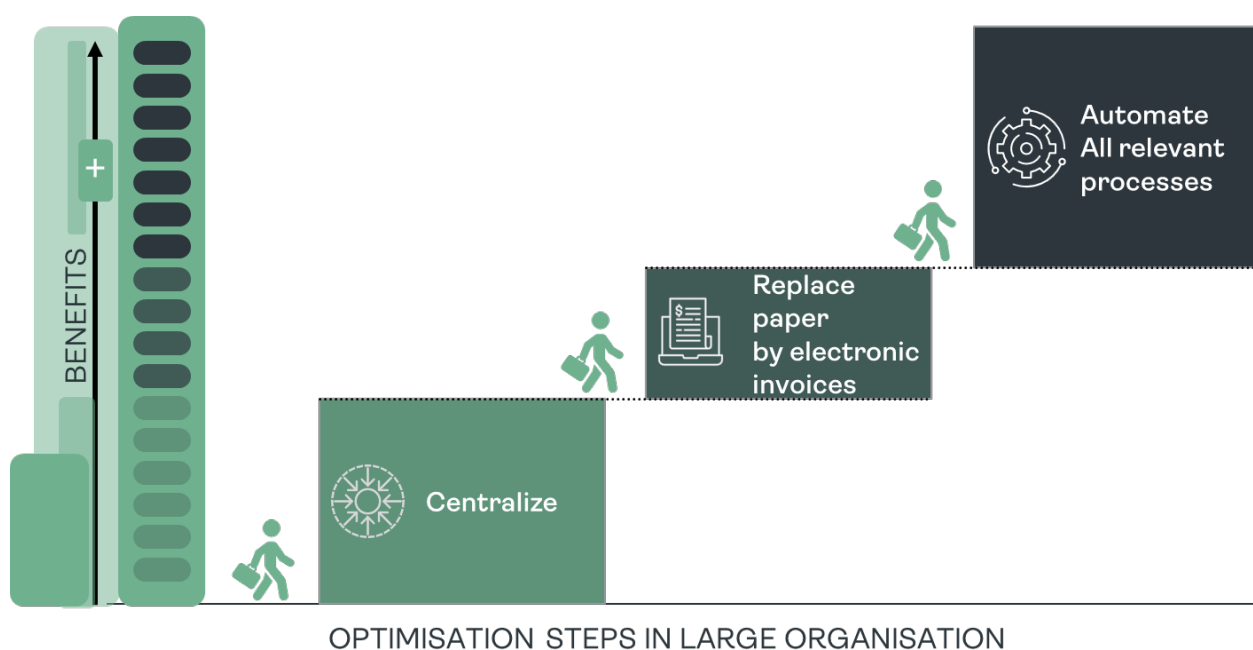 +
BENEFITS
Automate
All relevant
processes
Replace
paper
by electronic
invoices
$
Centralize
OPTIMISATION STEPS IN LARGE ORGANISATION